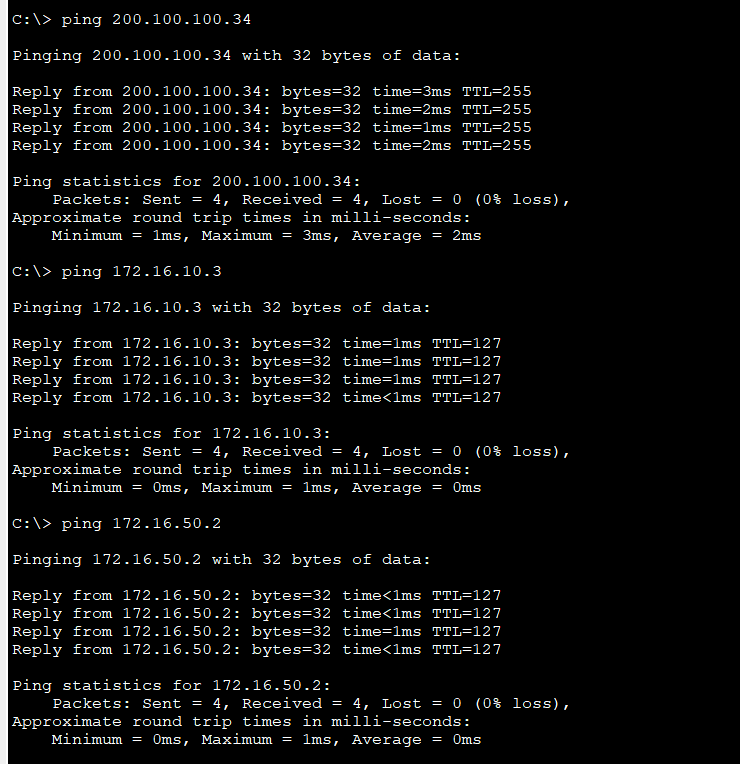 C:\> ping 200.100.100.34
Pinging 200.100.100.34 with 32 bytes of data:
Reply from 200.100.100.34: bytes=32 time=3ms TTL=255
Reply from 200.100.100.34: bytes=32 time=2ms TTL=255
Reply from 200.100.100.34: bytes=32 time=1ms TTL=255
Reply from 200.100.100.34: bytes=32 time=2ms TTL=255
Ping statistics for 200.100.100.34:
    Packets: Sent = 4, Received = 4, Lost = 0 (0% loss),
Approximate round trip times in milli-seconds:
    Minimum = 1ms, Maximum = 3ms, Average = 2ms
C:\> ping 172.16.10.3
Pinging 172.16.10.3 with 32 bytes of data:
Reply from 172.16.10.3: bytes=32 time=1ms TTL=127
Reply from 172.16.10.3: bytes=32 time=1ms TTL=127
Reply from 172.16.10.3: bytes=32 time=1ms TTL=127
Reply from 172.16.10.3: bytes=32 time<1ms TTL=127
Ping statistics for 172.16.10.3:
    Packets: Sent = 4, Received = 4, Lost = 0 (0% loss),
Approximate round trip times in milli-seconds:
    Minimum = 0ms, Maximum = 1ms, Average = 0ms
C:\> ping 172.16.50.2
Pinging 172.16.50.2 with 32 bytes of data:
Reply from 172.16.50.2: bytes=32 time<1ms TTL=127
Reply from 172.16.50.2: bytes=32 time<1ms TTL=127
Reply from 172.16.50.2: bytes=32 time=1ms TTL=127
Reply from 172.16.50.2: bytes=32 time<1ms TTL=127
Ping statistics for 172.16.50.2:
    Packets: Sent = 4, Received = 4, Lost = 0 (0% loss),
Approximate round trip times in milli-seconds:
    Minimum = 0ms, Maximum = 1ms, Average = 0ms